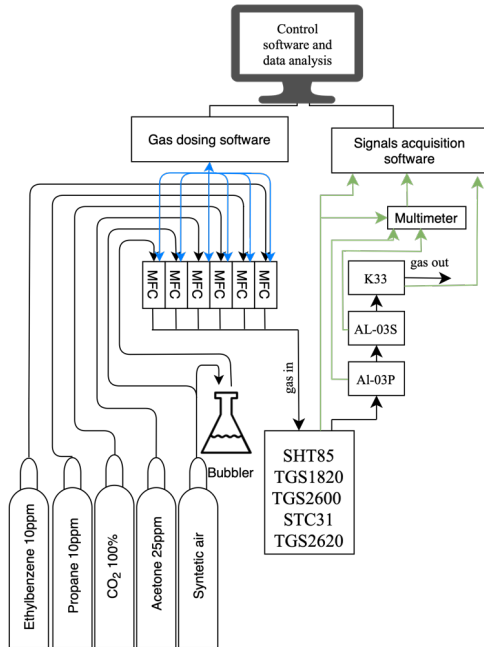 Control
software and
data analysis
Gas dosing software
Signals acquisition
software
Multimeter
gas out
K33
MFC
MFC
MFC
MFC
MFC
MFC
AL-03S
gas in
Al-03P
Bubbler
SHT85
TGS1820
TGS2600
STC31
TGS2620
Ethylbenzene 10ppm
Propane 10ppm
CO₂ 100%
Acetone 25ppm
Syntetic air